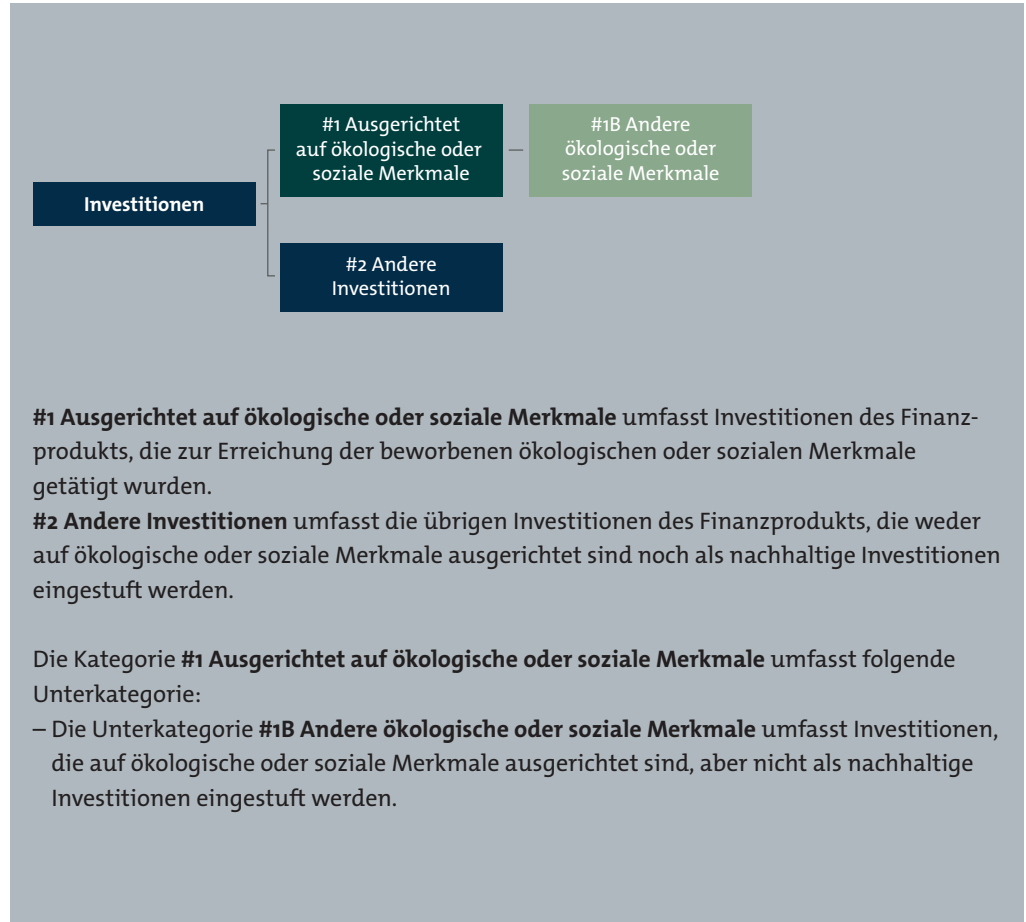 #1 Ausgerichtet
auf ökologische oder
soziale Merkmale
#1B Andere
ökologische oder
soziale Merkmale
Investitionen
#2 Andere
Investitionen
#1 Ausgerichtet auf ökologische oder soziale Merkmale umfasst Investitionen des Finanz-
produkts, die zur Erreichung der beworbenen ökologischen oder sozialen Merkmale
getätigt wurden.
#2 Andere Investitionen umfasst die übrigen Investitionen des Finanzprodukts, die weder
auf ökologische oder soziale Merkmale ausgerichtet sind noch als nachhaltige Investitionen
eingestuft werden.
Die Kategorie #1 Ausgerichtet auf ökologische oder soziale Merkmale umfasst folgende
Unterkategorie:
– Die Unterkategorie #1B Andere ökologische oder soziale Merkmale umfasst Investitionen,
die auf ökologische oder soziale Merkmale ausgerichtet sind, aber nicht als nachhaltige
Investitionen eingestuft werden.